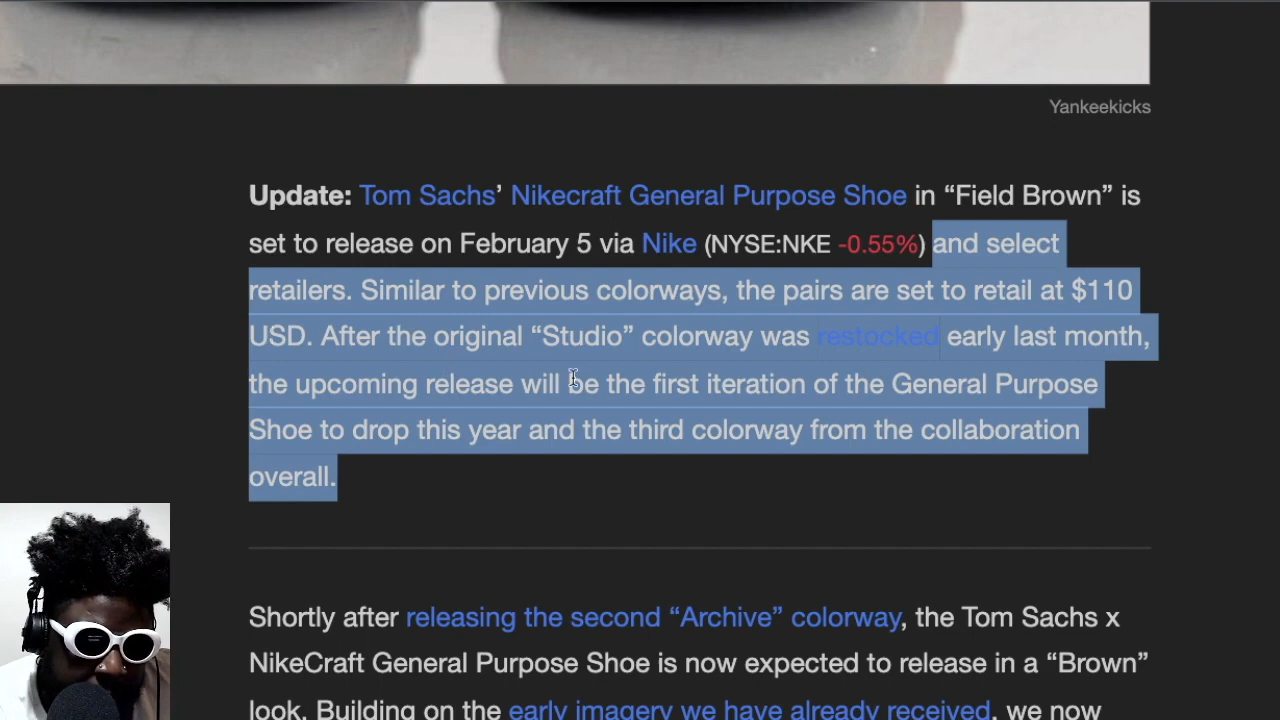 Yankeekicks
Update: Tom Sachs’ Nikecraft General Purpose Shoe in “Field Brown” is
set to release on February 5 via Nike (NYSE:NKE -0.55%) and select
retailers. Similar to previous colorways, the pairs are set to retail at $110
USD. After the original “Studio” colorway was restocked early last month,
the upcoming release will be the first iteration of the General Purpose
Shoe to drop this year and the third colorway from the collaboration
overall.
Shortly after releasing the second “Archive” colorway, the Tom Sachs x
NikeCraft General Purpose Shoe is now expected to release in a “Brown”
look. Building on the early imagery we have already received, we now